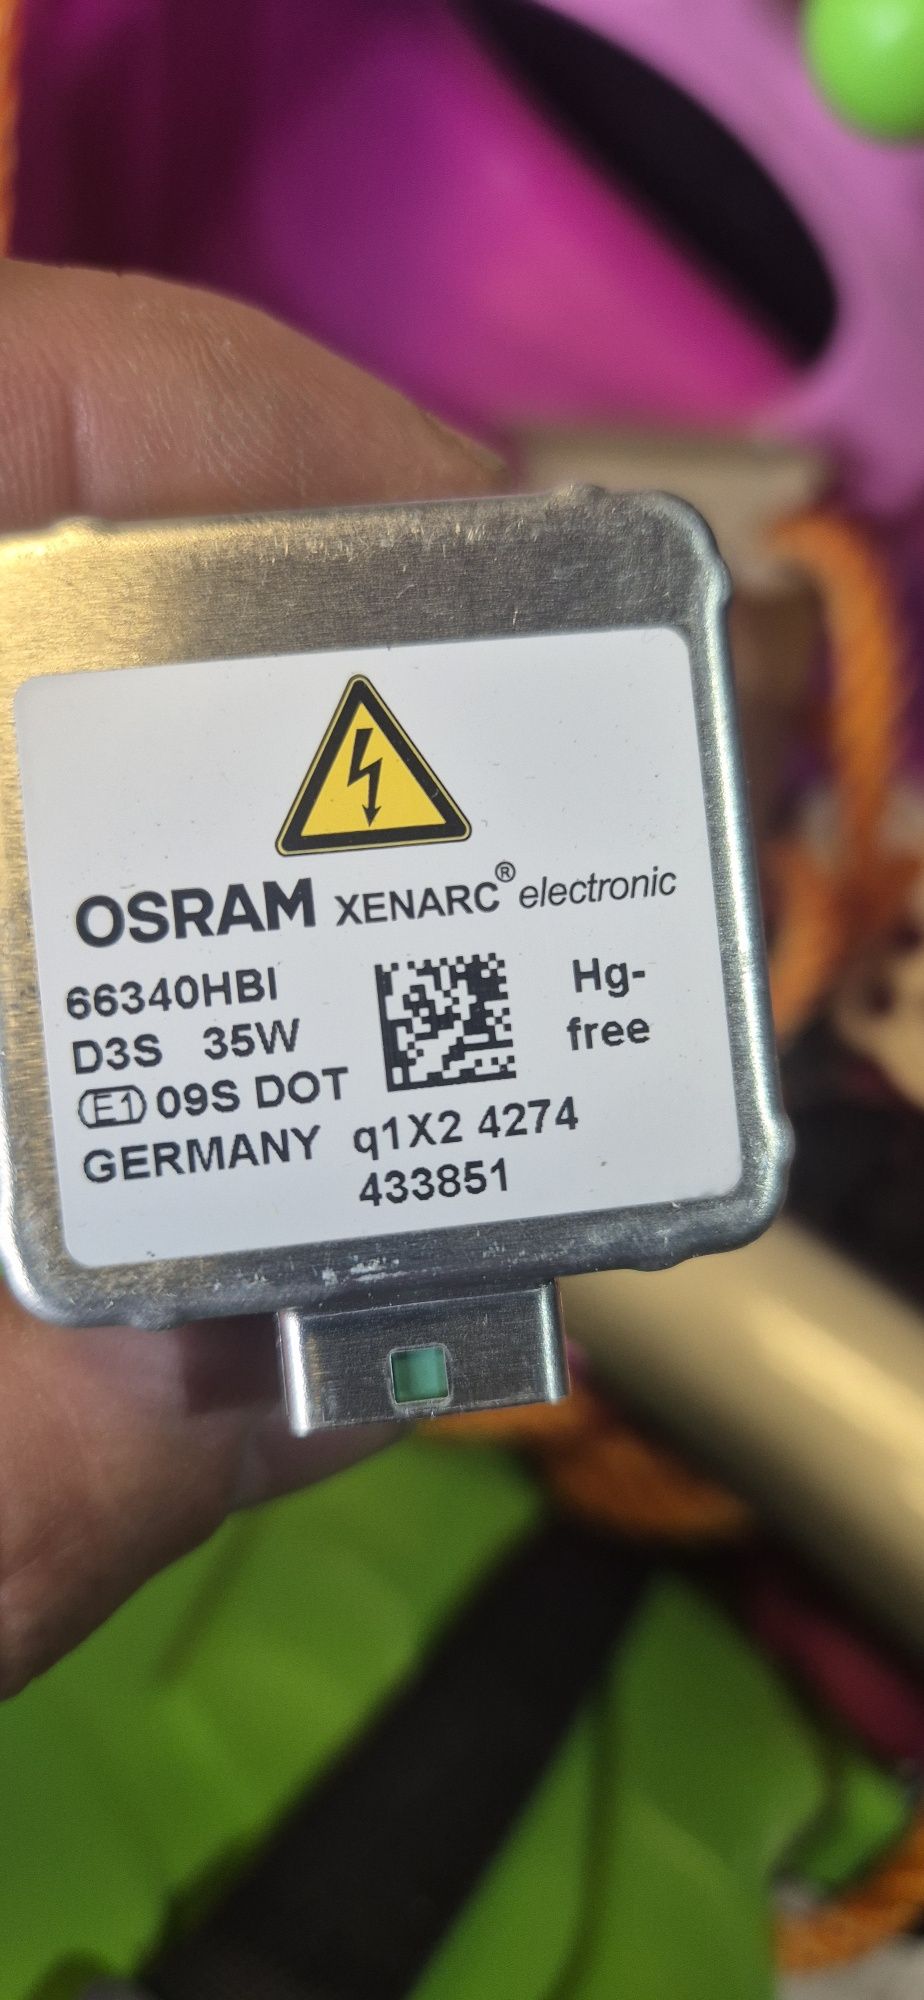 OSRAM XENARC® electronic
66340HBI
D3S 35W
Hg-
free
E1 09S DOT
GERMANY q1X2 4274
433851